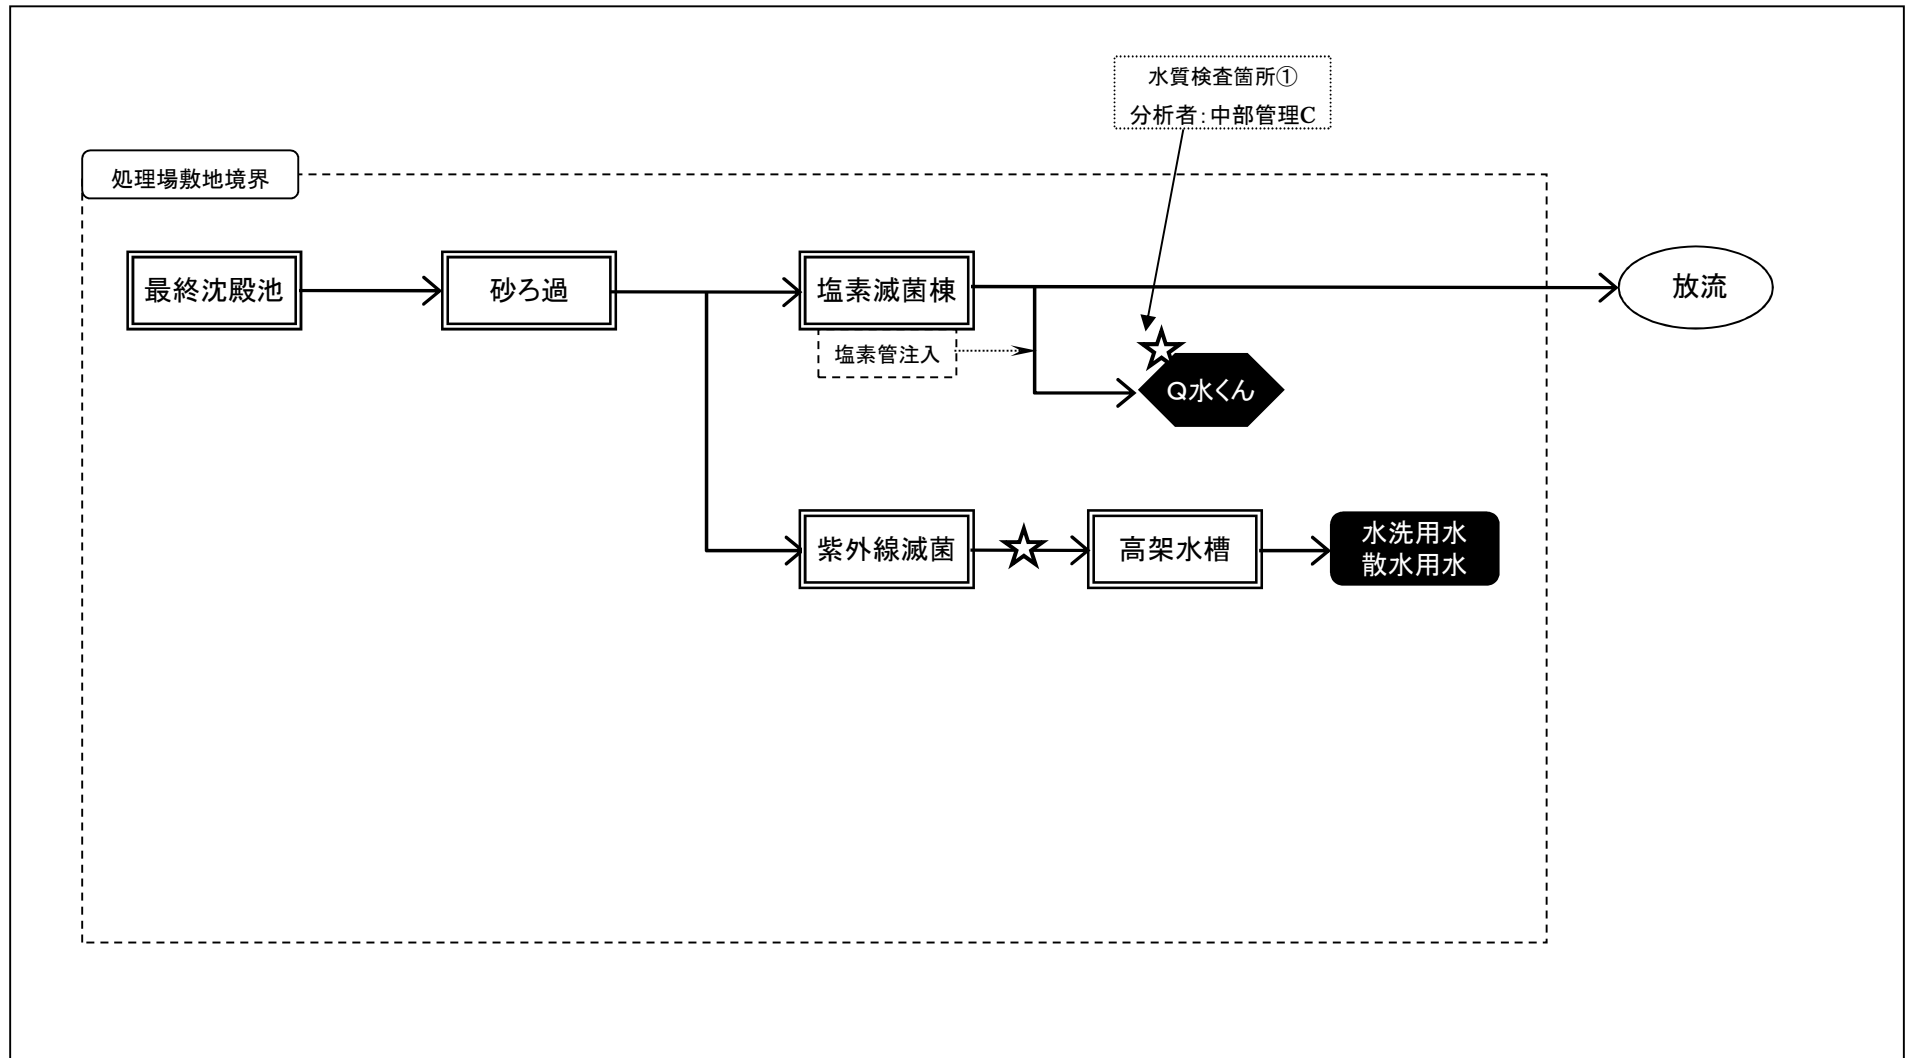 水質検査箇所①
分析者：中部管理C
処理場敷地境界
最終沈殿池
砂ろ過
塩素滅菌棟
放流
塩素管注入
Q水くん
紫外線滅菌
高架水槽
水洗用水
散水用水